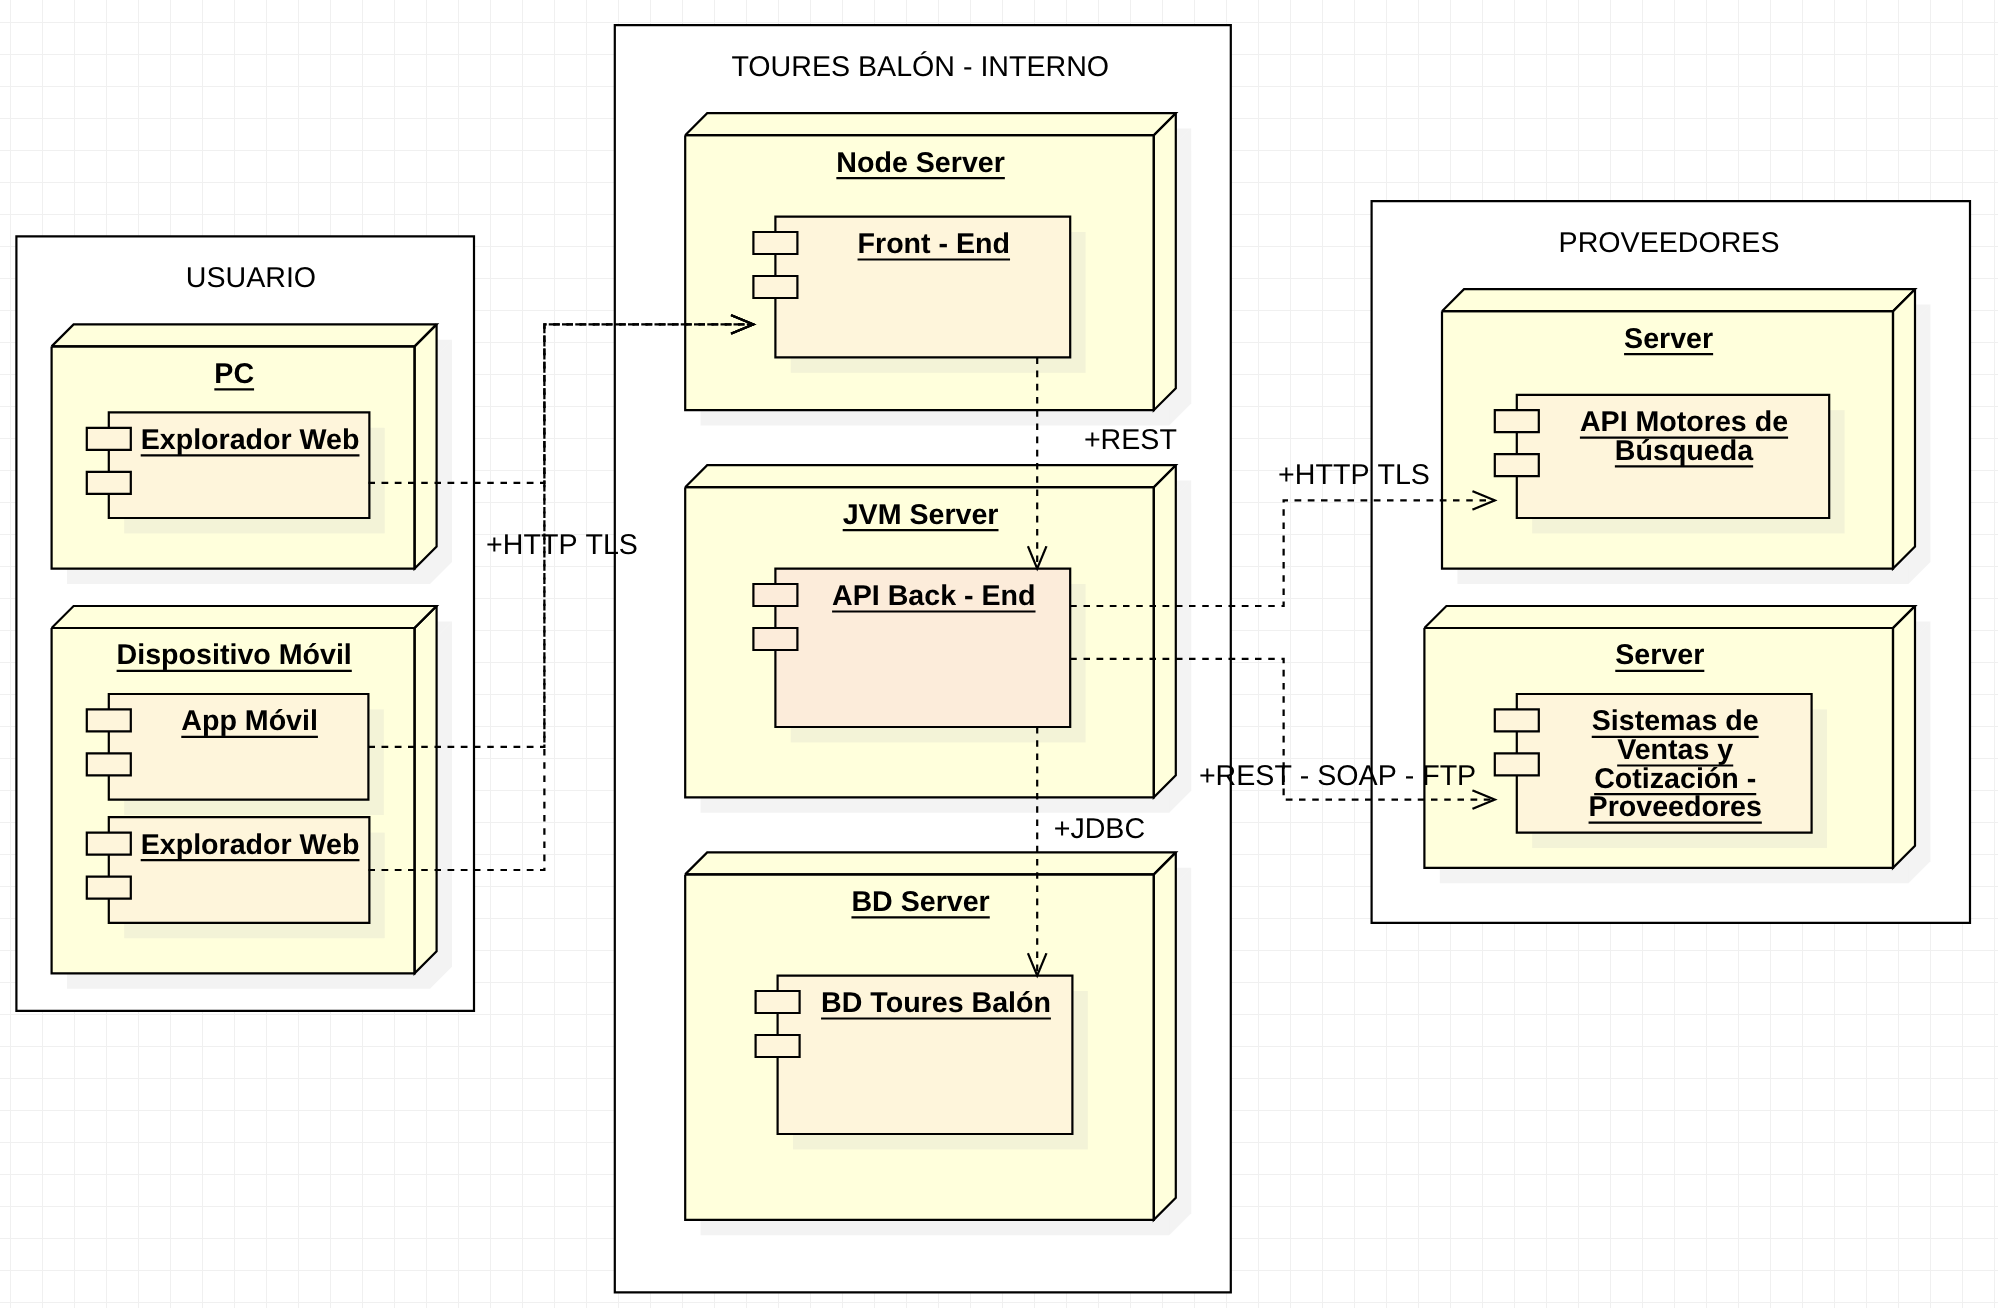 USUARIO
PC
Explorador Web
Dispositivo Móvil
App Móvil
Explorador Web
+HTTP TLS
TOURES BALÓN - INTERNO
Node Server
Front - End
+REST
JVM Server
API Back - End
+JDBC
BD Server
BD Toures Balón
+HTTP TLS
+REST - SOAP - FTP
PROVEEDORES
Server
API Motores de
Búsqueda
Server
Sistemas de
Ventas y
Cotización -
Proveedores